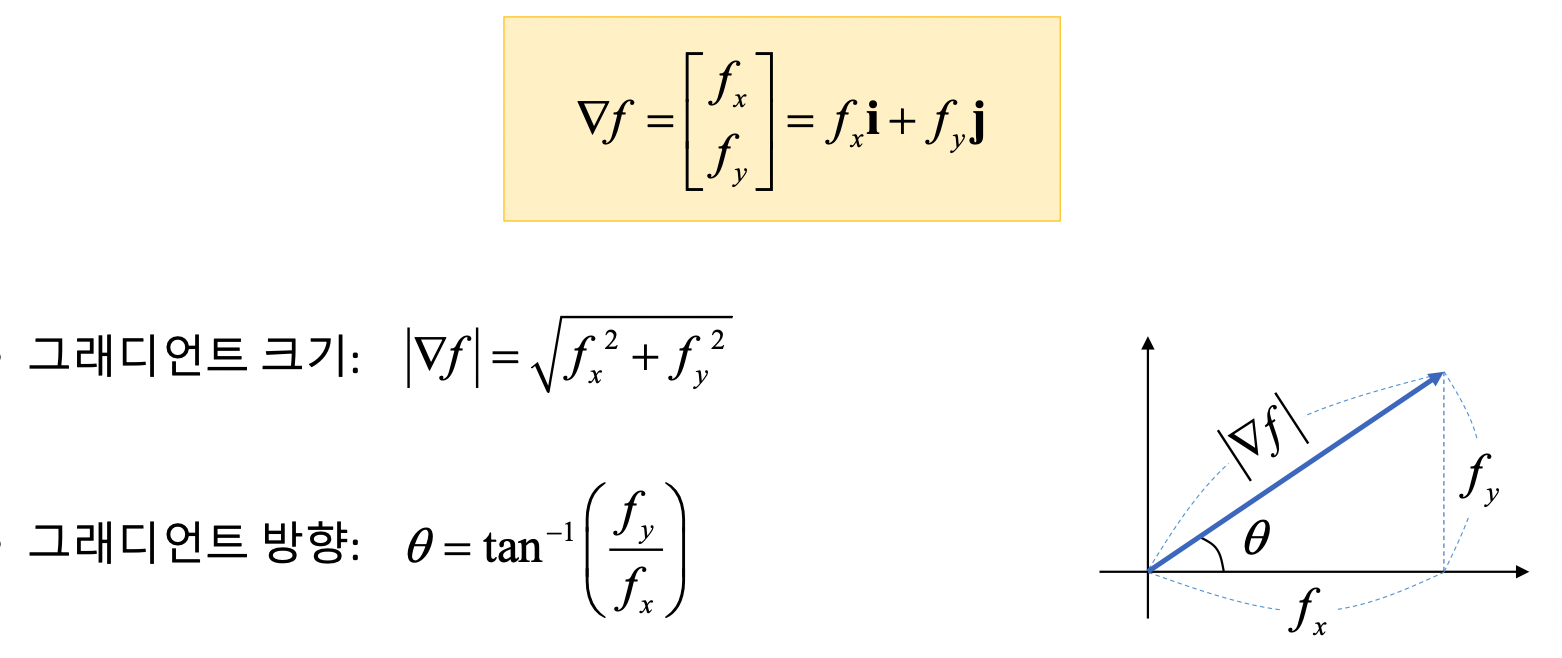 ∇f = [f_x f_y] = f_x i + f_y j
• 그래디언트 크기: |∇f| = √(f_x² + f_y²)
• 그래디언트 방향: θ = tan⁻¹(f_y / f_x)
|∇f|
f_y
θ
f_x